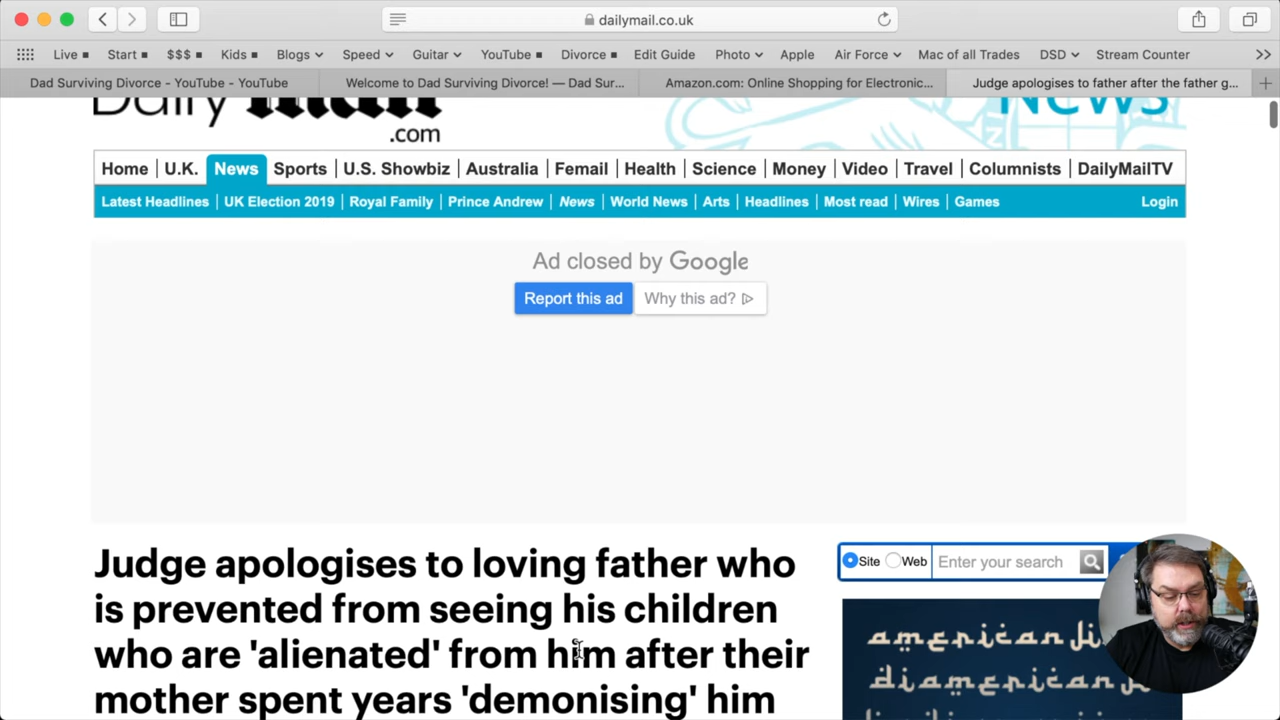 dailymail.co.uk
Live Start $$$ Kids Blogs Speed Guitar YouTube Divorce Edit Guide Photo Apple Air Force Mac of all Trades DSD Stream Counter
Dad Surviving Divorce - YouTube - YouTube Welcome to Dad Surviving Divorce! — Dad Sur... Amazon.com: Online Shopping for Electronic... Judge apologises to father after the father g...
Daily Mail News
.com
Home U.K. News Sports U.S. Showbiz Australia Femail Health Science Money Video Travel Columnists DailyMailTV
Latest Headlines UK Election 2019 Royal Family Prince Andrew News World News Arts Headlines Most read Wires Games Login
Ad closed by Google
Report this ad Why this ad?
Judge apologises to loving father who
is prevented from seeing his children
who are 'alienated' from him after their
mother spent years 'demonising' him
Site Web Enter your search